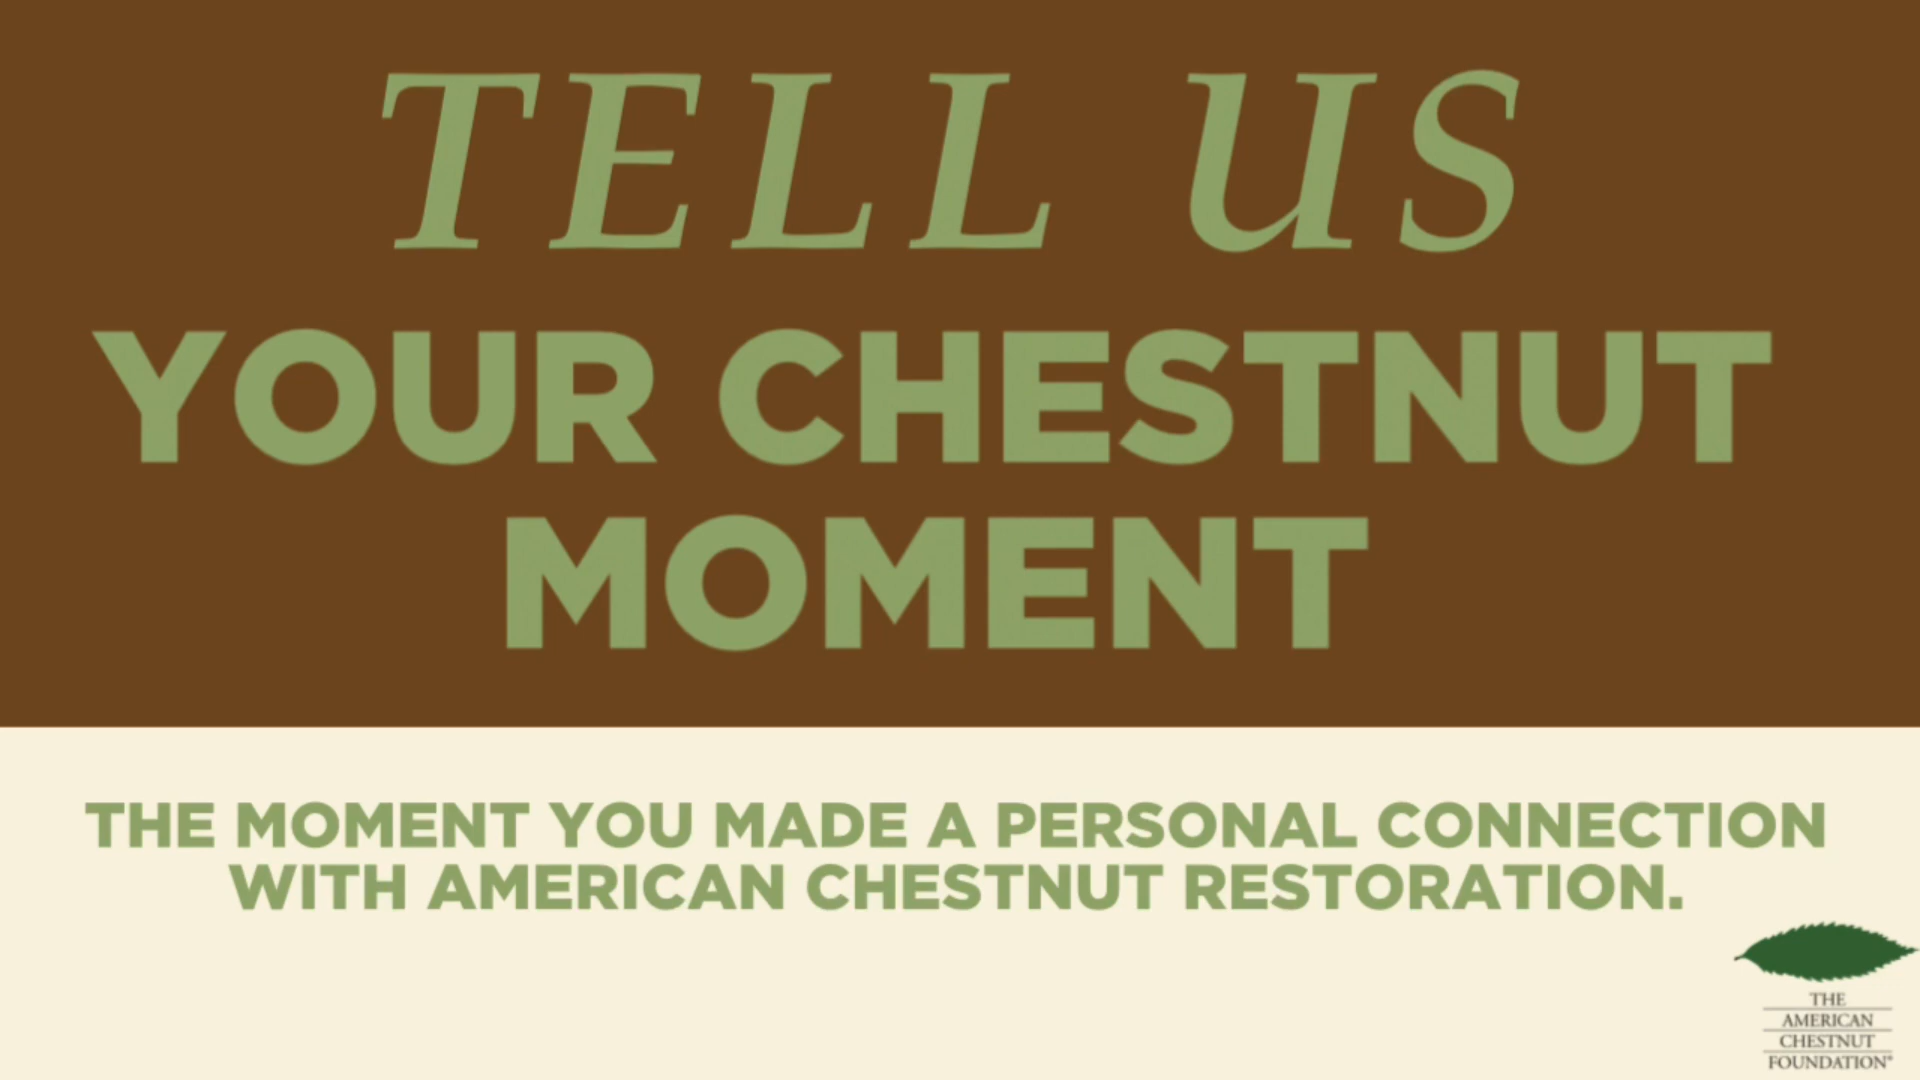 TELL US
YOUR CHESTNUT
MOMENT
THE MOMENT YOU MADE A PERSONAL CONNECTION
WITH AMERICAN CHESTNUT RESTORATION.
THE
AMERICAN
CHESTNUT
FOUNDATION®